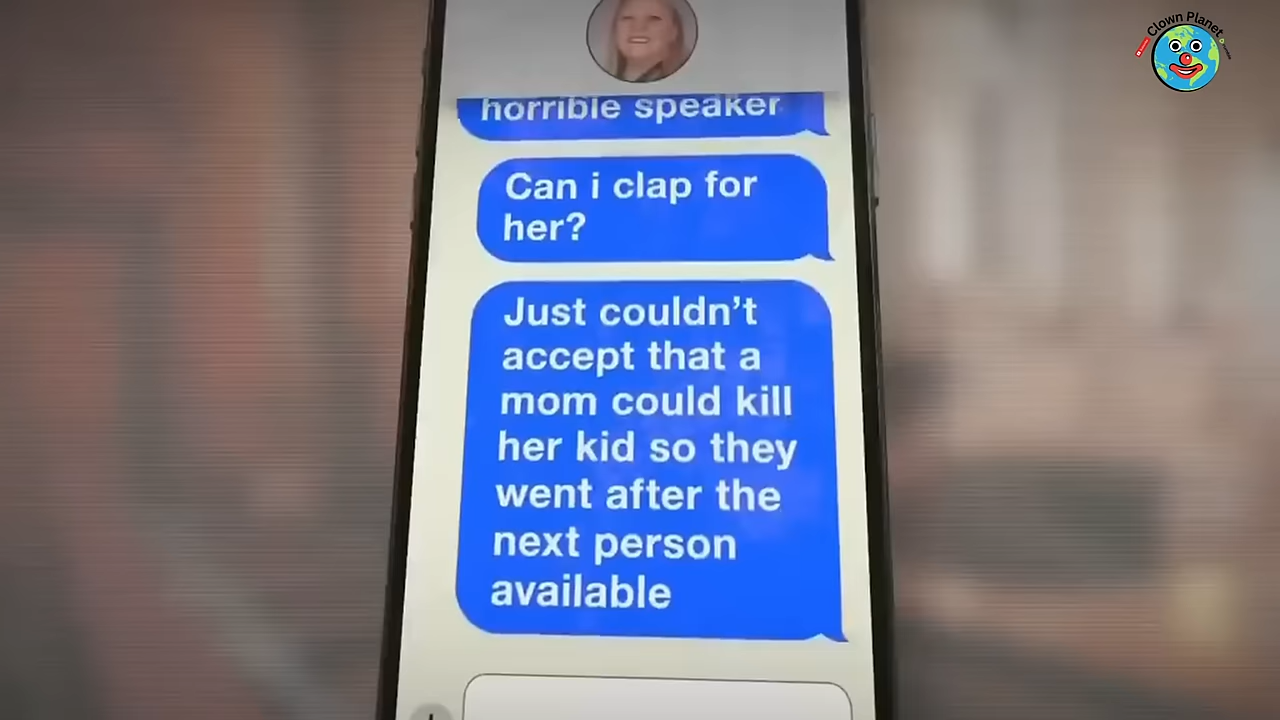 Clown Planet
horrible speaker
Can i clap for
her?
Just couldn't
accept that a
mom could kill
her kid so they
went after the
next person
available